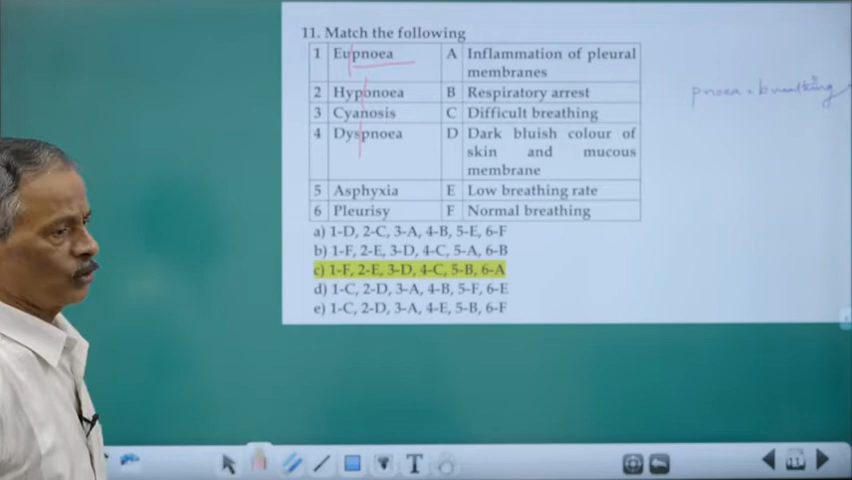 11. Match the following
1 Eupnoea A Inflammation of pleural
membranes
2 Hyponoea B Respiratory arrest
3 Cyanosis C Difficult breathing
4 Dyspnoea D Dark bluish colour of
skin and mucous
membrane
5 Asphyxia E Low breathing rate
6 Pleurisy F Normal breathing
a) 1-D, 2-C, 3-A, 4-B, 5-E, 6-F
b) 1-F, 2-E, 3-D, 4-C, 5-A, 6-B
c) 1-F, 2-E, 3-D, 4-C, 5-B, 6-A
d) 1-C, 2-D, 3-A, 4-B, 5-F, 6-E
e) 1-C, 2-D, 3-A, 4-E, 5-B, 6-F
pnoea = breathing
T
11